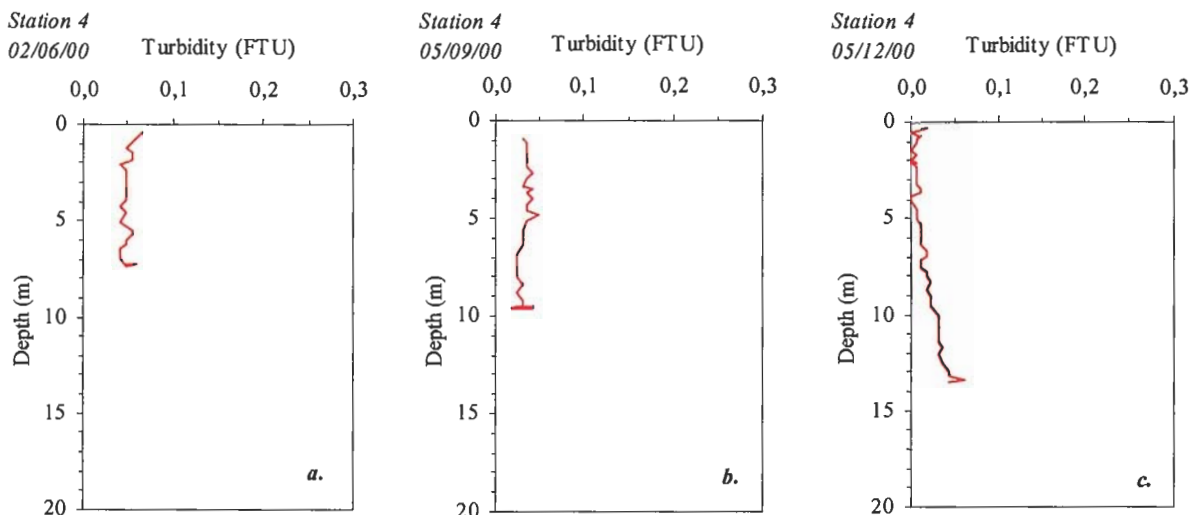 Station 4
02/06/00
Turbidity (FTU)
0,0 0,1 0,2 0,3
0
5
10
15
20
Depth (m)
a.
Station 4
05/09/00
Turbidity (FTU)
0,0 0,1 0,2 0,3
0
5
10
15
20
Depth (m)
b.
Station 4
05/12/00
Turbidity (FTU)
0,0 0,1 0,2 0,3
0
5
10
15
20
Depth (m)
c.